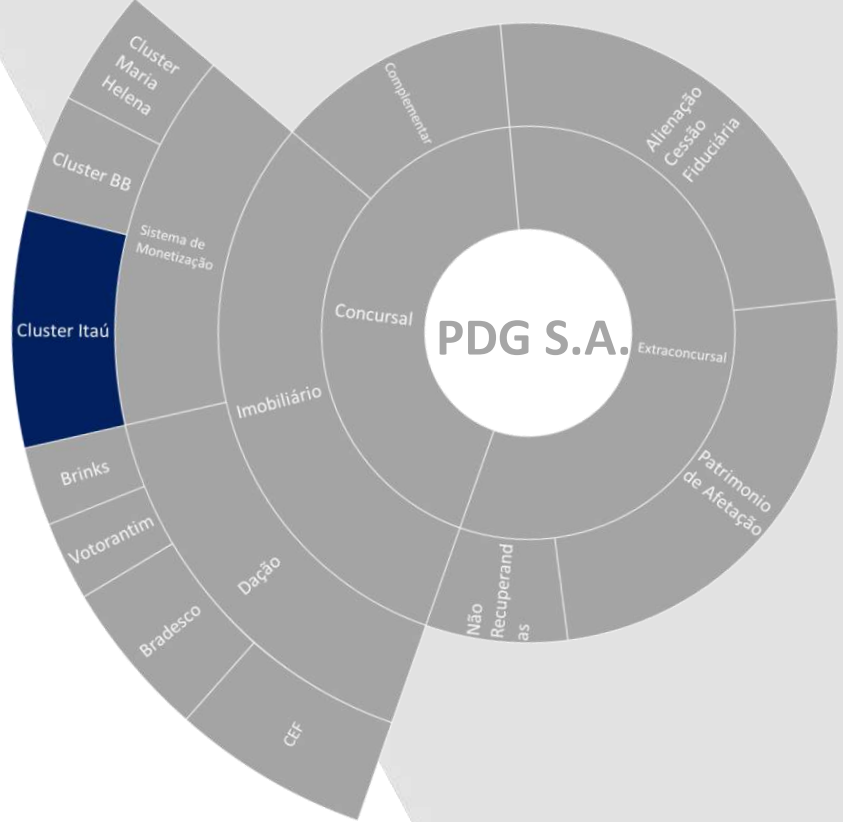 PDG S.A.
Concursal
Extraconcursal
Complementar
Alienação
Cessão
Fiduciária
Patrimonio
de Afetação
Não
Recuperand
as
Imobiliário
Sistema de
Monetização
Dação
Cluster
Maria
Helena
Cluster BB
Cluster Itaú
Brinks
Votorantim
Bradesco
CEF